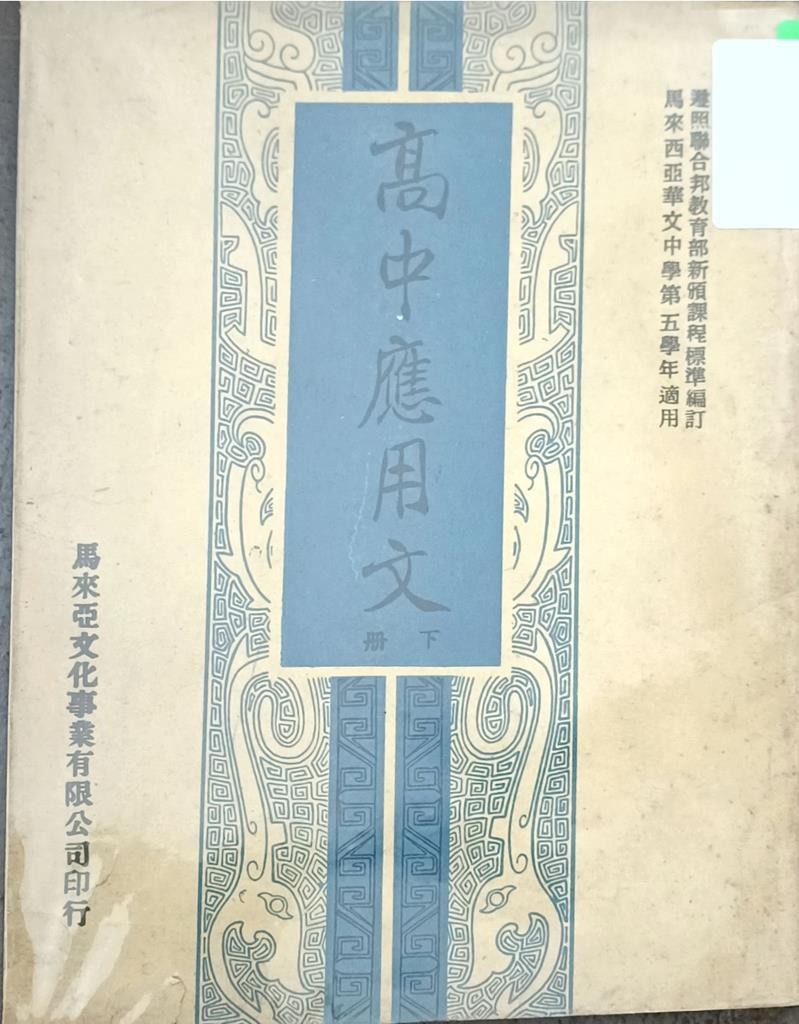 遵照聯合邦教育部新頒課程標準編訂
馬來西亞華文中學第五學年適用
高中應用文
下册
馬來亞文化事業有限公司印行